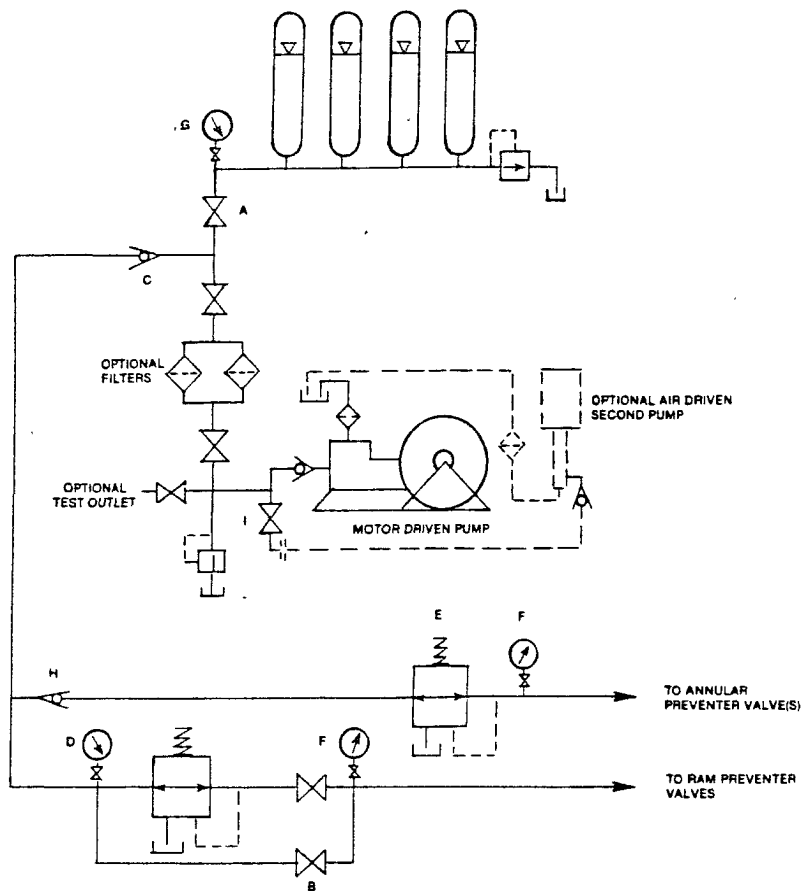 G
A
C
OPTIONAL
FILTERS
OPTIONAL AIR DRIVEN
SECOND PUMP
OPTIONAL
TEST OUTLET
I
MOTOR DRIVEN PUMP
E
F
H
TO ANNULAR
PREVENTER VALVE(S)
D
F
TO RAM PREVENTER
VALVES
B